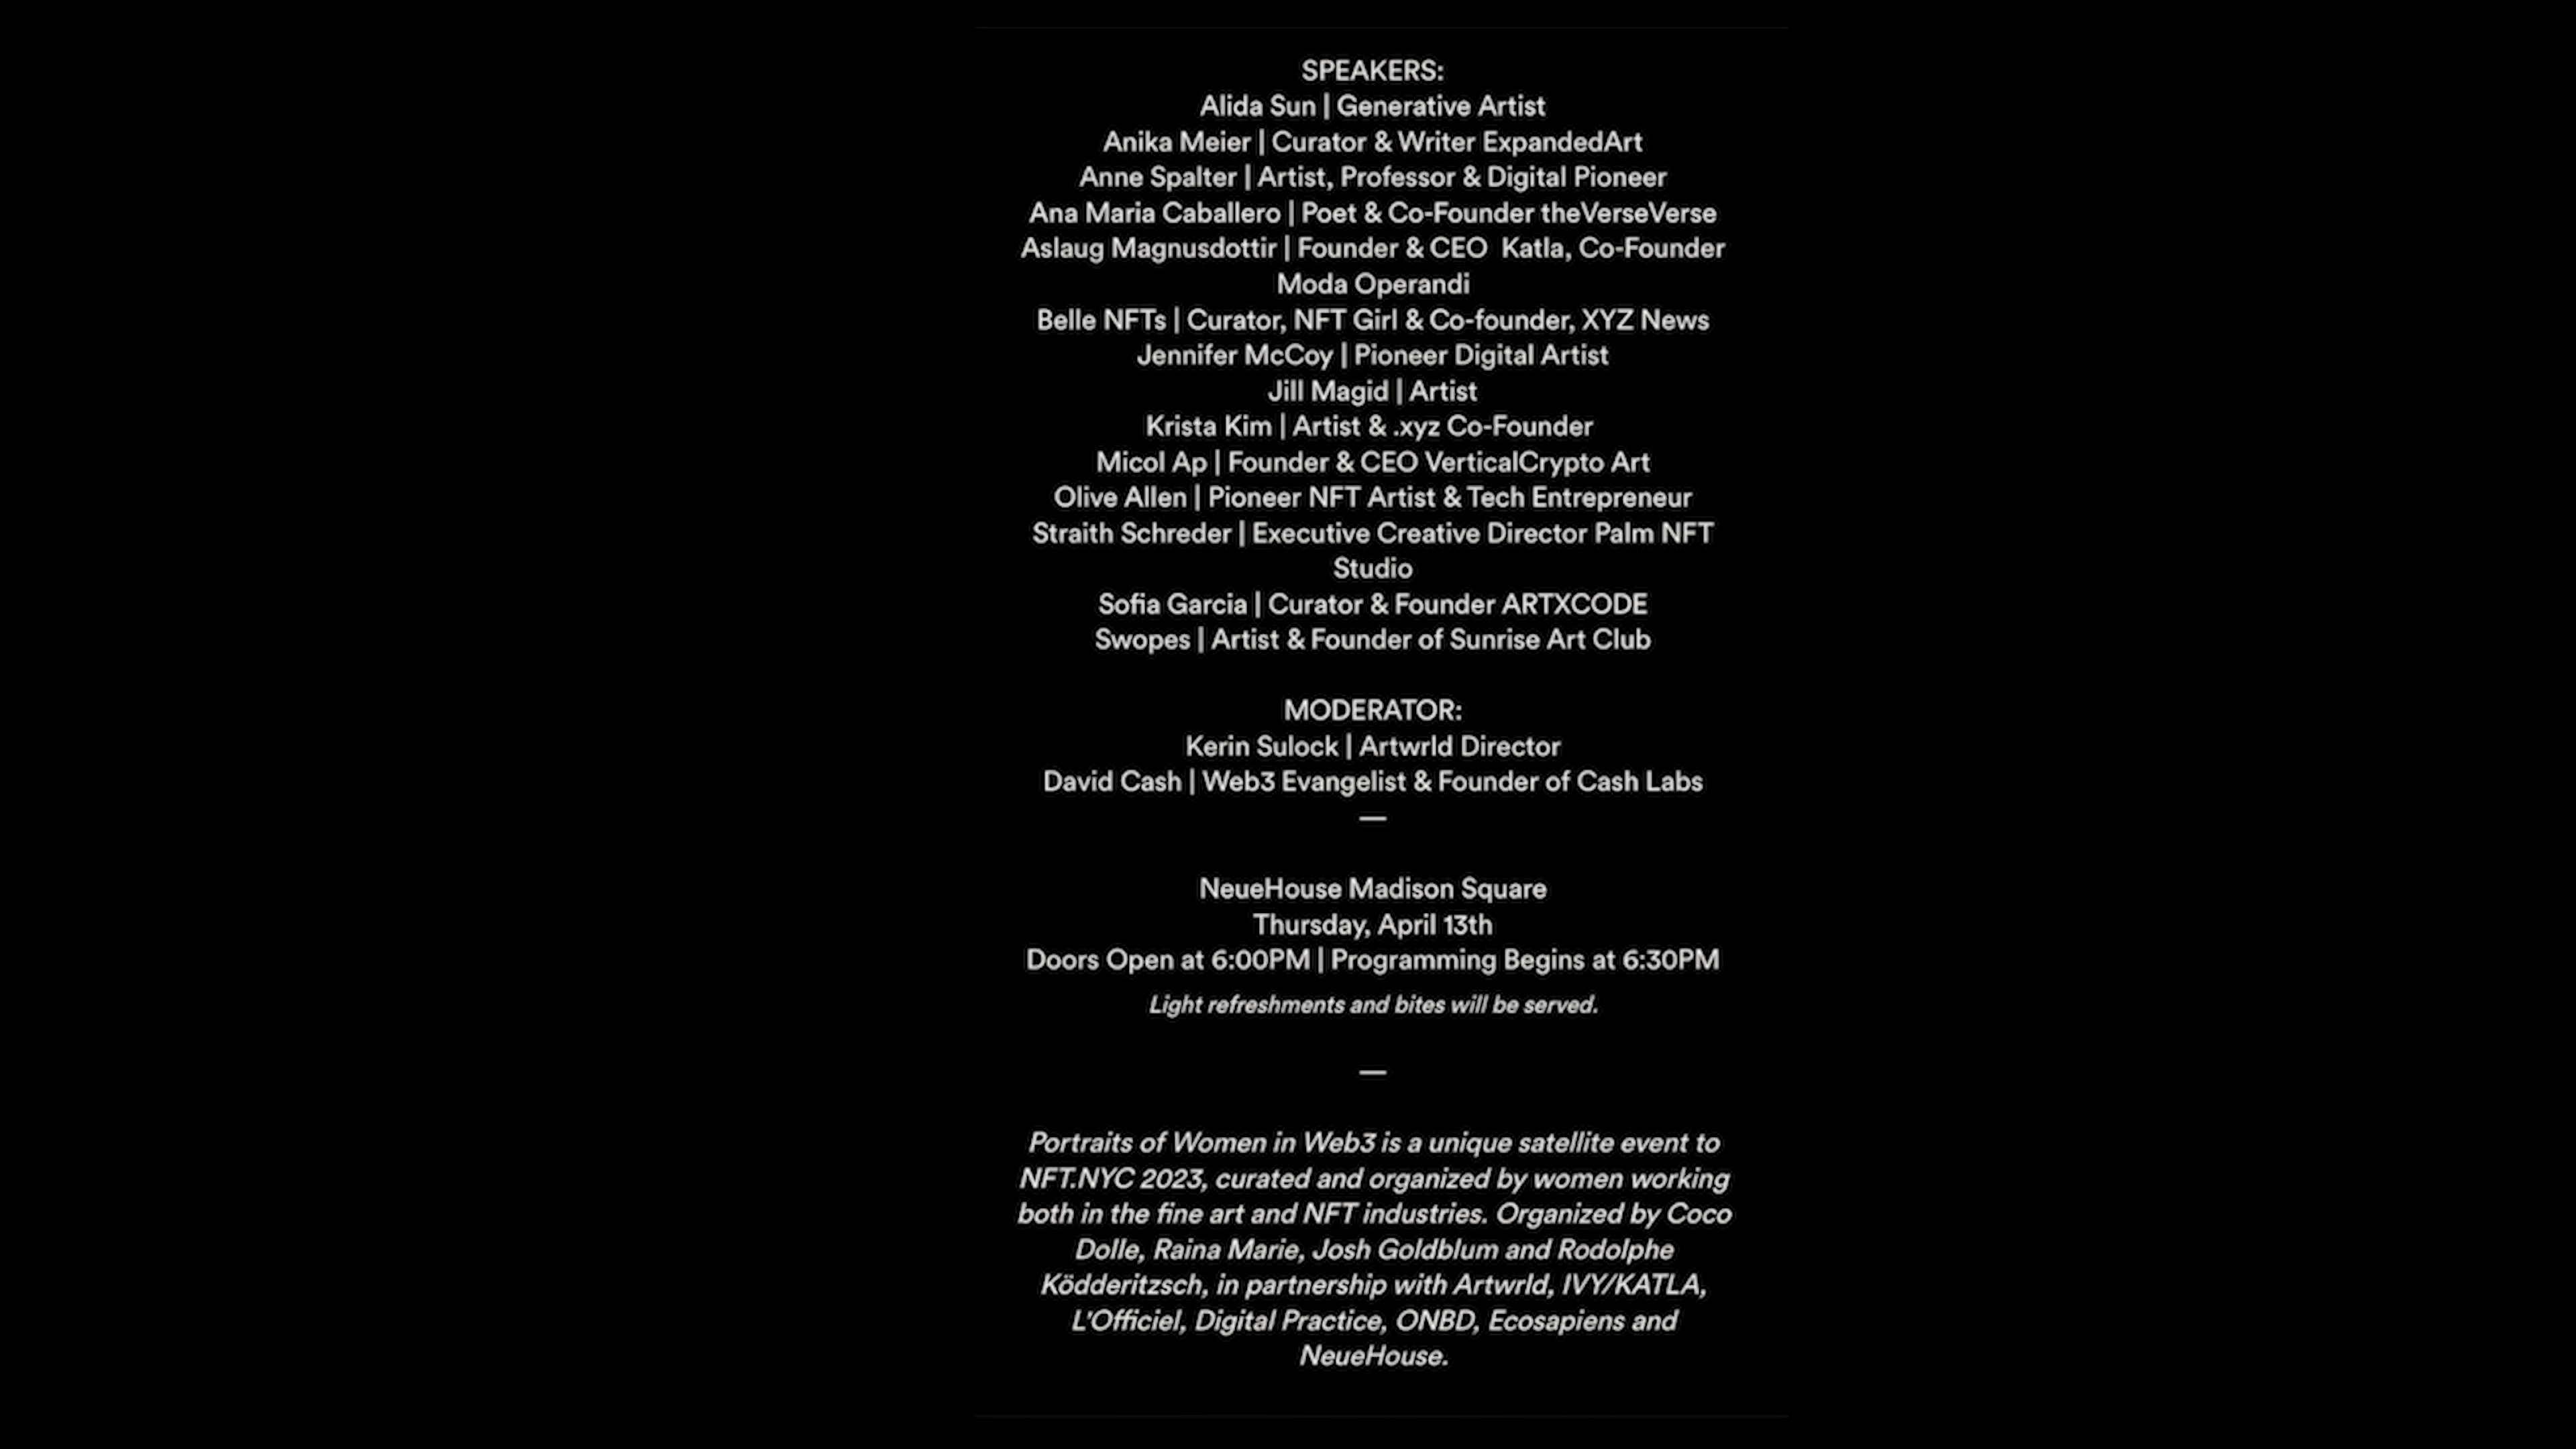 SPEAKERS:
Alida Sun | Generative Artist
Anika Meier | Curator & Writer ExpandedArt
Anne Spalter | Artist, Professor & Digital Pioneer
Ana Maria Caballero | Poet & Co-Founder theVerseVerse
Aslaug Magnusdottir | Founder & CEO  Katla, Co-Founder
Moda Operandi
Belle NFTs | Curator, NFT Girl & Co-founder, XYZ News
Jennifer McCoy | Pioneer Digital Artist
Jill Magid | Artist
Krista Kim | Artist & .xyz Co-Founder
Micol Ap | Founder & CEO VerticalCrypto Art
Olive Allen | Pioneer NFT Artist & Tech Entrepreneur
Straith Schreder | Executive Creative Director Palm NFT
Studio
Sofia Garcia | Curator & Founder ARTXCODE
Swopes | Artist & Founder of Sunrise Art Club
MODERATOR:
Kerin Sulock | Artwrld Director
David Cash | Web3 Evangelist & Founder of Cash Labs
—
NeueHouse Madison Square
Thursday, April 13th
Doors Open at 6:00PM | Programming Begins at 6:30PM
Light refreshments and bites will be served.
—
Portraits of Women in Web3 is a unique satellite event to
NFT.NYC 2023, curated and organized by women working
both in the fine art and NFT industries. Organized by Coco
Dolle, Raina Marie, Josh Goldblum and Rodolphe
Ködderitzsch, in partnership with Artwrld, IVY/KATLA,
L'Officiel, Digital Practice, ONBD, Ecosapiens and
NeueHouse.